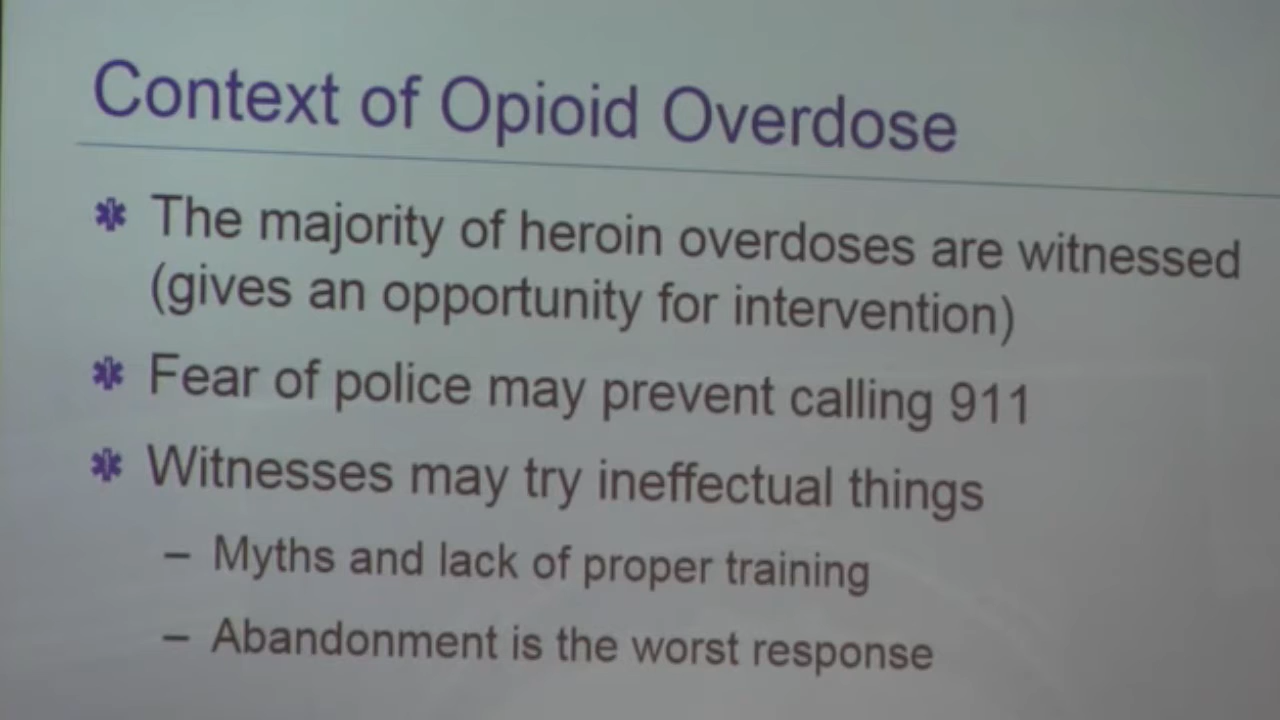 Context of Opioid Overdose
The majority of heroin overdoses are witnessed
(gives an opportunity for intervention)
Fear of police may prevent calling 911
Witnesses may try ineffectual things
– Myths and lack of proper training
– Abandonment is the worst response